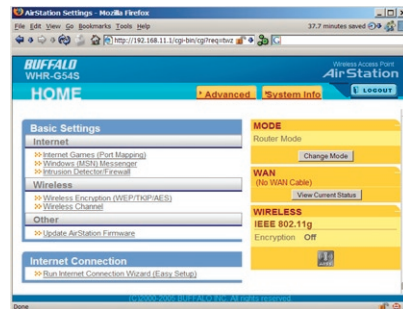 AirStation Settings - Mozilla Firefox
File Edit View Go Bookmarks Tools Help
37.7 minutes saved
http://192.168.11.1/cgi-bin/cgi?req=twz
BUFFALO
WHR-G54S
Wireless Access Point
AirStation
HOME
Advanced
System Info
LOGOUT
Basic Settings
Internet
Internet Games (Port Mapping)
Windows (MSN) Messenger
Intrusion Detector/Firewall
Wireless
Wireless Encryption (WEP/TKIP/AES)
Wireless Channel
Other
Update AirStation Firmware
Internet Connection
Run Internet Connection Wizard (Easy Setup)
MODE
Router Mode
Change Mode
WAN
(No WAN Cable)
View Current Status
WIRELESS
IEEE 802.11g
Encryption Off
(C)2000-2005 BUFFALO INC. All rights reserved.
Done